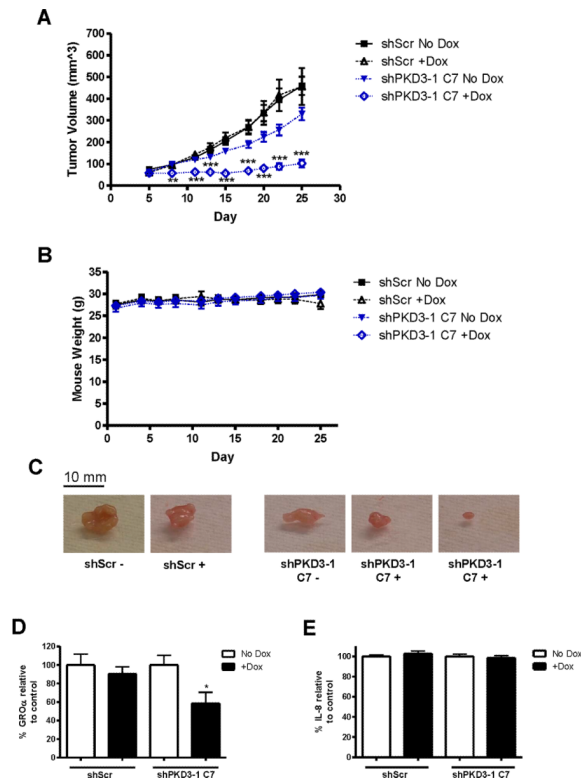 A
Tumor Volume (mm^3)
700
600
500
400
300
200
100
0
**
***
***
***
***
***
***
***
0 5 10 15 20 25 30
Day
shScr No Dox
shScr +Dox
shPKD3-1 C7 No Dox
shPKD3-1 C7 +Dox
B
Mouse Weight (g)
35
30
25
20
15
10
5
0
0 5 10 15 20 25
Day
shScr No Dox
shScr +Dox
shPKD3-1 C7 No Dox
shPKD3-1 C7 +Dox
C
10 mm
shScr -
shScr +
shPKD3-1
C7 -
shPKD3-1
C7 +
shPKD3-1
C7 +
D
% GROα relative
to control
120
100
80
60
40
20
0
*
No Dox
+Dox
shScr
shPKD3-1 C7
E
% IL-8 relative
to control
120
100
80
60
40
20
0
No Dox
+Dox
shScr
shPKD3-1 C7